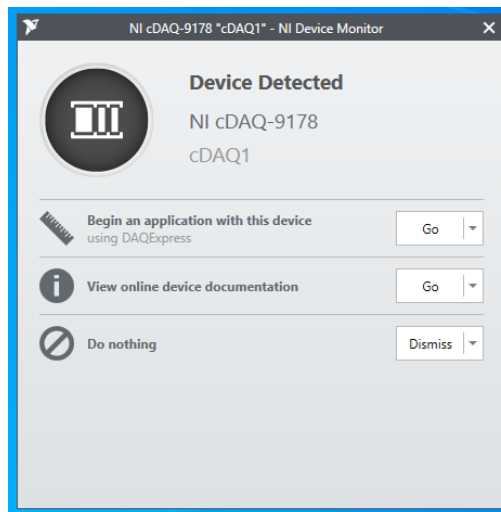 NI cDAQ-9178 "cDAQ1" - NI Device Monitor
Device Detected
NI cDAQ-9178
cDAQ1
Begin an application with this device
using DAQExpress
Go
View online device documentation
Go
Do nothing
Dismiss